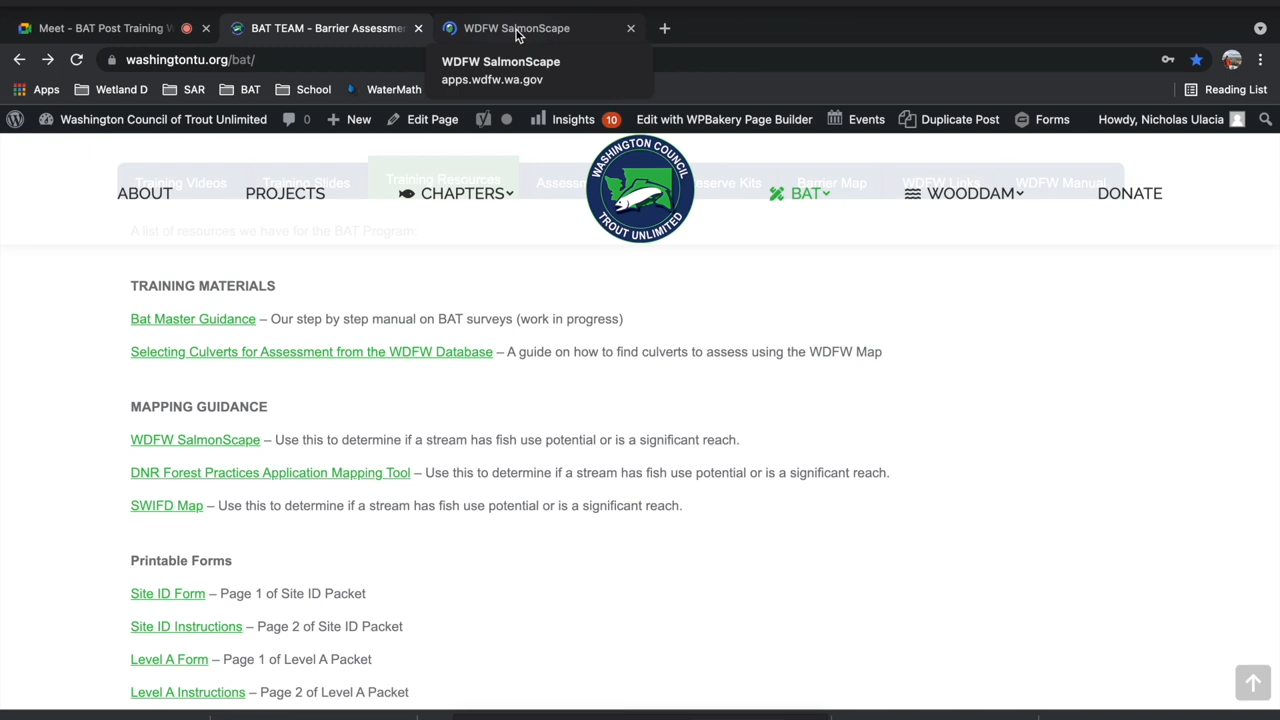 Meet - BAT Post Training W
BAT TEAM - Barrier Assessme
WDFW SalmonScape
washingtontu.org/bat/
WDFW SalmonScape
apps.wdfw.wa.gov
Apps Wetland D SAR BAT School WaterMath Reading List
Washington Council of Trout Unlimited 0 New Edit Page Insights 10 Edit with WPBakery Page Builder Events Duplicate Post Forms Howdy, Nicholas Ulacia
Training Videos Training Slides Training Resources Assessm eserve Kits Barrier Map WDFW Links WDFW Manual
ABOUT PROJECTS CHAPTERS WASHINGTON COUNCIL TROUT UNLIMITED BAT WOODDAM DONATE
A list of resources we have for the BAT Program:
TRAINING MATERIALS
Bat Master Guidance – Our step by step manual on BAT surveys (work in progress)
Selecting Culverts for Assessment from the WDFW Database – A guide on how to find culverts to assess using the WDFW Map
MAPPING GUIDANCE
WDFW SalmonScape – Use this to determine if a stream has fish use potential or is a significant reach.
DNR Forest Practices Application Mapping Tool – Use this to determine if a stream has fish use potential or is a significant reach.
SWIFD Map – Use this to determine if a stream has fish use potential or is a significant reach.
Printable Forms
Site ID Form – Page 1 of Site ID Packet
Site ID Instructions – Page 2 of Site ID Packet
Level A Form – Page 1 of Level A Packet
Level A Instructions – Page 2 of Level A Packet